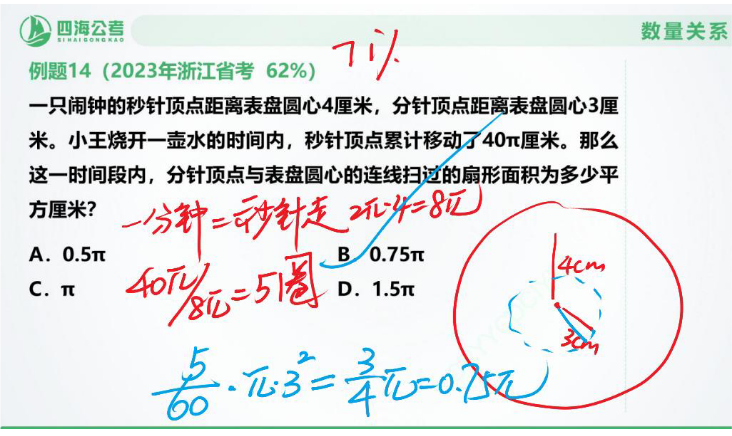 四海公考
SIHAIGONGKAO
数量关系
71%
例题14（2023年浙江省考 62%）
一只闹钟的秒针顶点距离表盘圆心4厘米，分针顶点距离表盘圆心3厘
米。小王烧开一壶水的时间内，秒针顶点累计移动了40π厘米。那么
这一时间段内，分针顶点与表盘圆心的连线扫过的扇形面积为多少平
方厘米？
一分钟=秒针走 2π·4=8π
A. 0.5π
B. 0.75π
C. π
D. 1.5π
40π/8π=5圈
4cm
3cm
5/60·π·3²=3/4π=0.75π